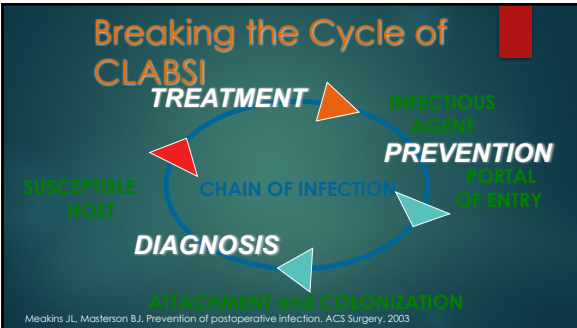 Breaking the Cycle of
CLABSI
TREATMENT
INFECTIOUS
AGENT
PREVENTION
PORTAL
OF ENTRY
SUSCEPTIBLE
HOST
CHAIN OF INFECTION
DIAGNOSIS
ATTACHMENT and COLONIZATION
Meakins JL, Masterson BJ. Prevention of postoperative infection. ACS Surgery. 2003